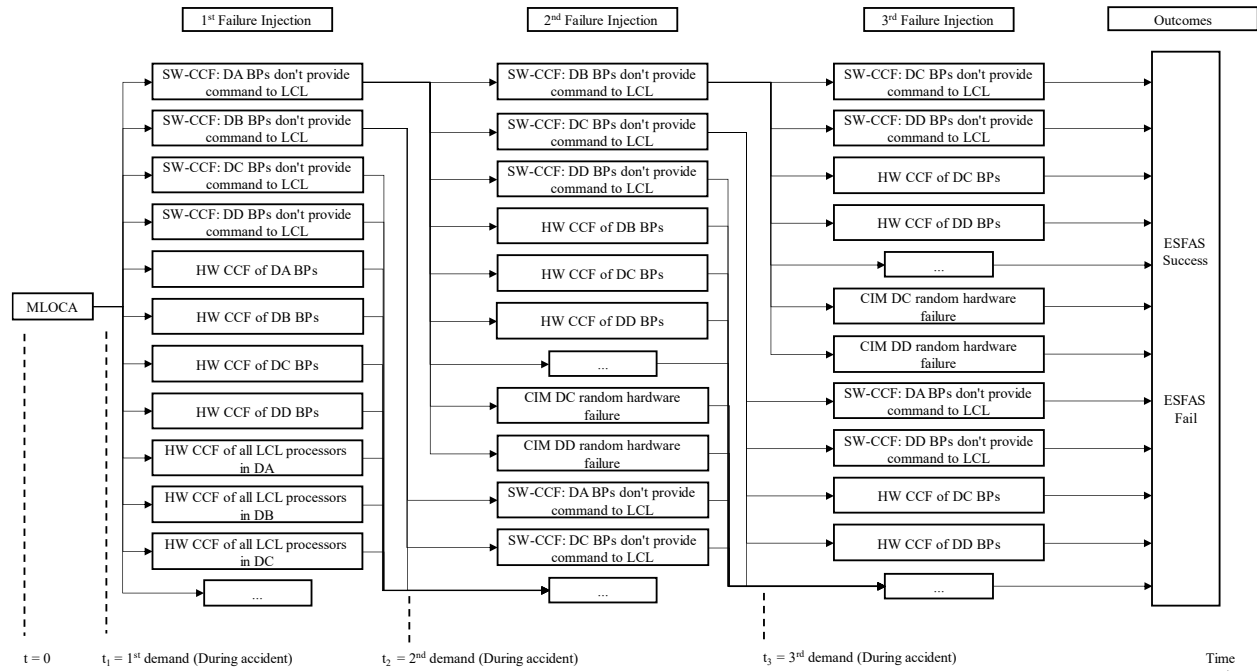 1st Failure Injection
2nd Failure Injection
3rd Failure Injection
Outcomes
MLOCA
SW-CCF: DA BPs don't provide
command to LCL
SW-CCF: DB BPs don't provide
command to LCL
SW-CCF: DC BPs don't provide
command to LCL
SW-CCF: DD BPs don't provide
command to LCL
HW CCF of DA BPs
HW CCF of DB BPs
HW CCF of DC BPs
HW CCF of DD BPs
HW CCF of all LCL processors
in DA
HW CCF of all LCL processors
in DB
HW CCF of all LCL processors
in DC
...
SW-CCF: DB BPs don't provide
command to LCL
SW-CCF: DC BPs don't provide
command to LCL
SW-CCF: DD BPs don't provide
command to LCL
HW CCF of DB BPs
HW CCF of DC BPs
HW CCF of DD BPs
...
CIM DC random hardware
failure
CIM DD random hardware
failure
SW-CCF: DA BPs don't provide
command to LCL
SW-CCF: DC BPs don't provide
command to LCL
...
SW-CCF: DC BPs don't provide
command to LCL
SW-CCF: DD BPs don't provide
command to LCL
HW CCF of DC BPs
HW CCF of DD BPs
...
CIM DC random hardware
failure
CIM DD random hardware
failure
SW-CCF: DA BPs don't provide
command to LCL
SW-CCF: DD BPs don't provide
command to LCL
HW CCF of DC BPs
HW CCF of DD BPs
...
ESFAS
Success
ESFAS
Fail
t = 0
t1 = 1st demand (During accident)
t2 = 2nd demand (During accident)
t3 = 3rd demand (During accident)
Time